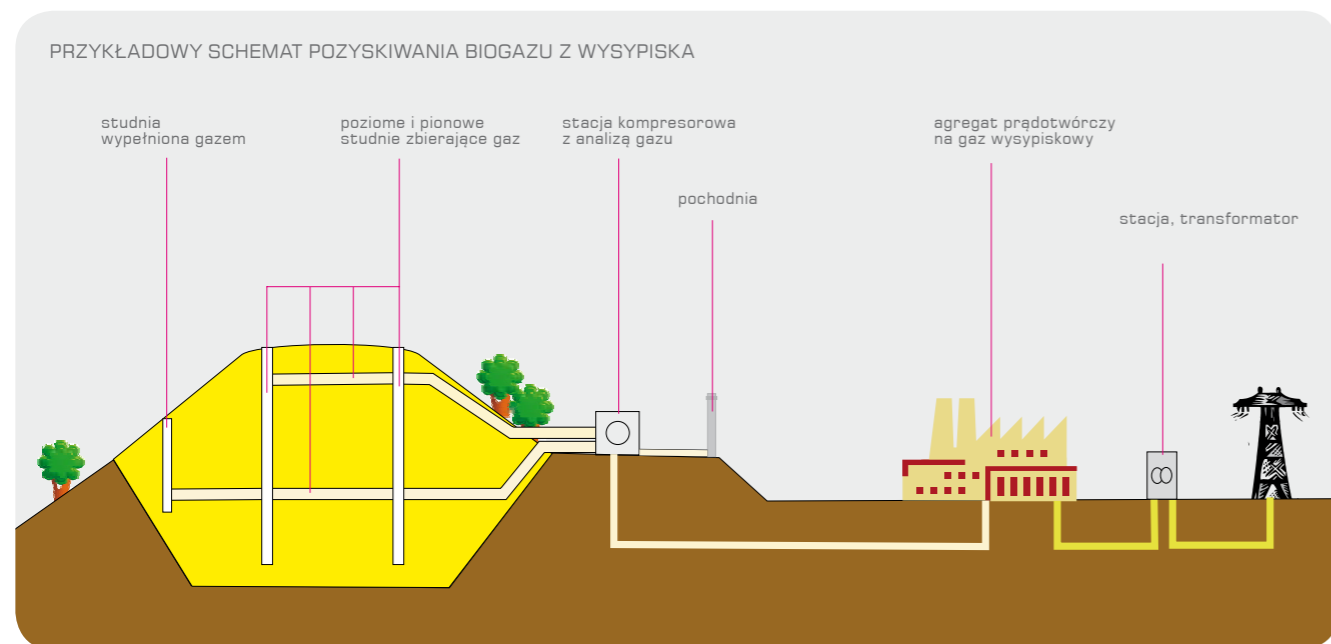 PRZYKŁADOWY SCHEMAT POZYSKIWANIA BIOGAZU Z WYSYPISKA
studnia
wypełniona gazem
poziome i pionowe
studnie zbierające gaz
stacja kompresorowa
z analizą gazu
pochodnia
agregat prądotwórczy
na gaz wysypiskowy
stacja, transformator